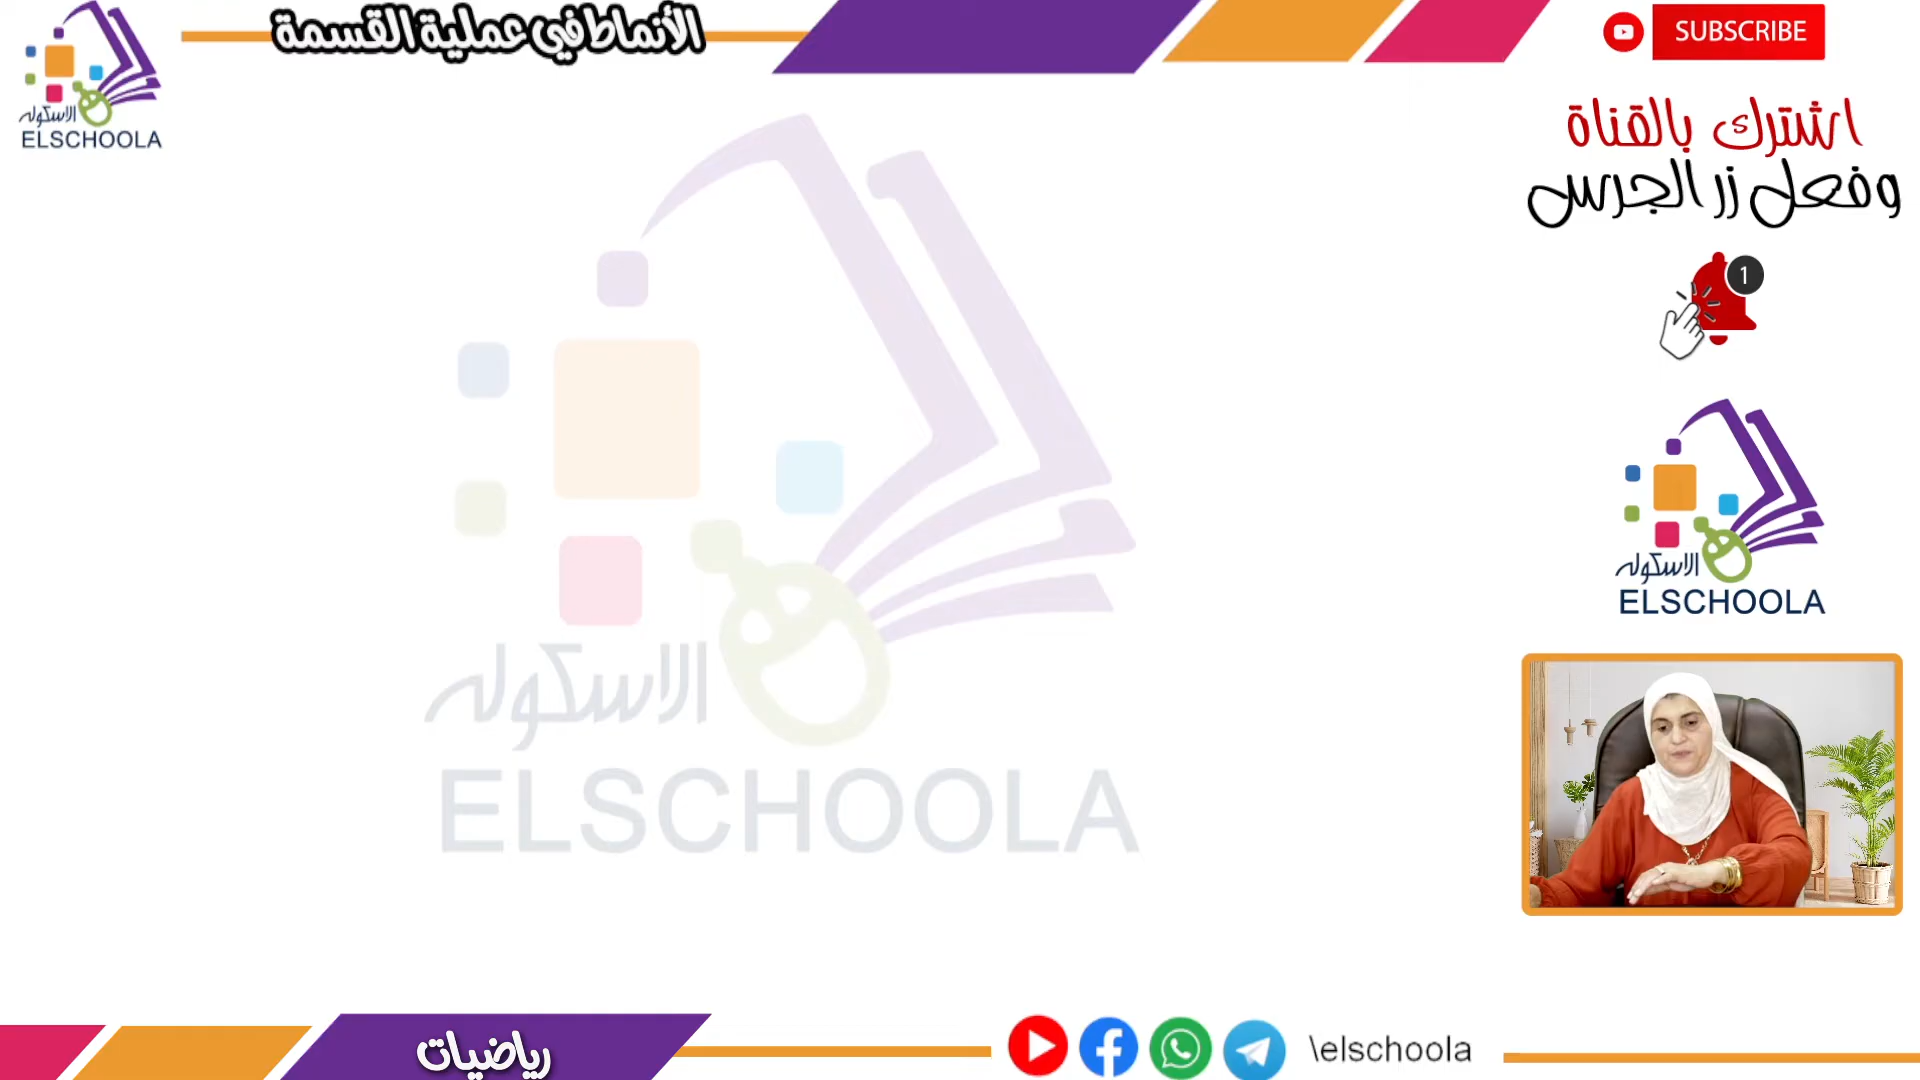 الأنماط في عملية القسمة
SUBSCRIBE
الاسكوله
ELSCHOOLA
اشترك بالقناة
وفعل زر الجرس
1
الاسكوله
ELSCHOOLA
الاسكوله
ELSCHOOLA
رياضيات
\elschoola